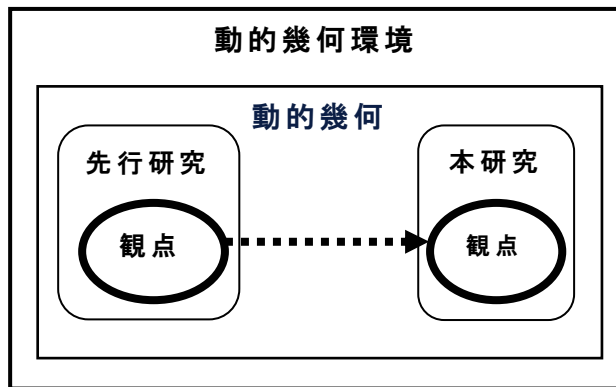 動的幾何環境
動的幾何
先行研究
本研究
観点
観点